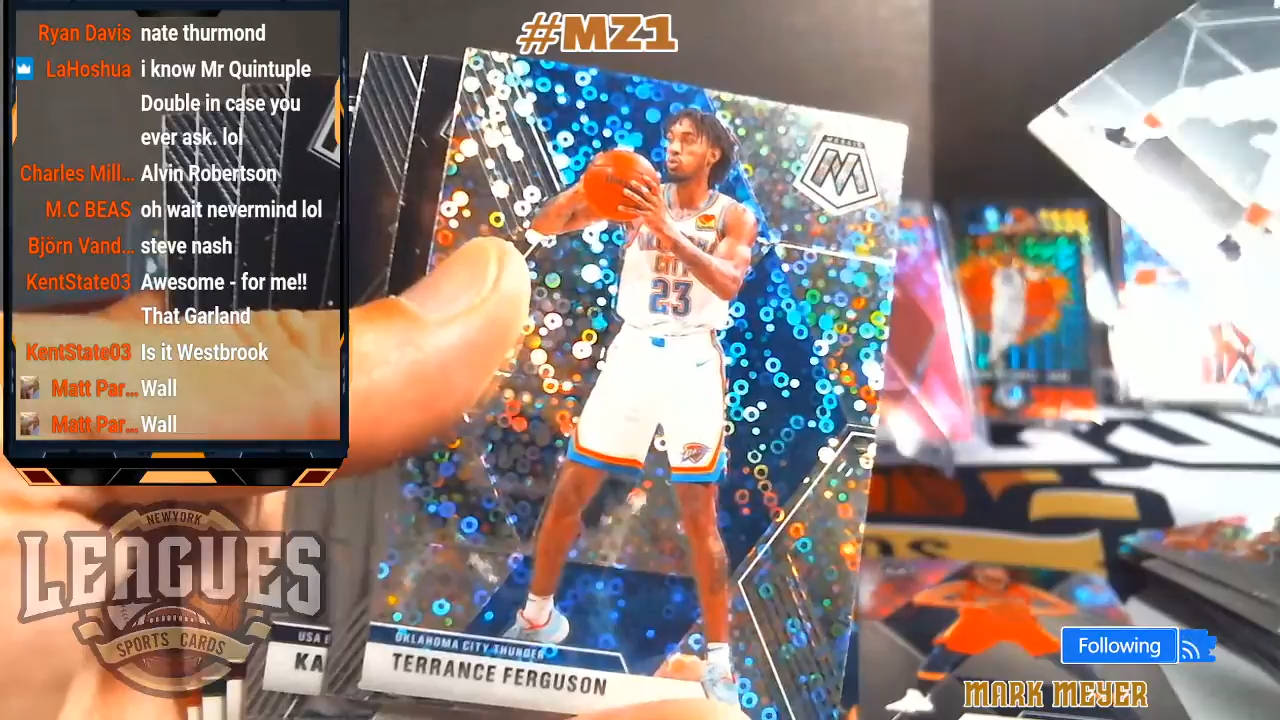 #MZ1
Ryan Davis nate thurmond
LaHoshua i know Mr Quintuple
Double in case you
ever ask. lol
Charles Mill... Alvin Robertson
M.C BEAS oh wait nevermind lol
Björn Vand... steve nash
KentState03 Awesome - for me!!
That Garland
KentState03 Is it Westbrook
Matt Par... Wall
Matt Par... Wall
MOSAIC
M
OKLAHOMA
CITY
23
OKLAHOMA CITY THUNDER
TERRANCE FERGUSON
USA
KA
NEWYORK
LEAGUES
SPORTS CARDS
Following
MARK MEYER